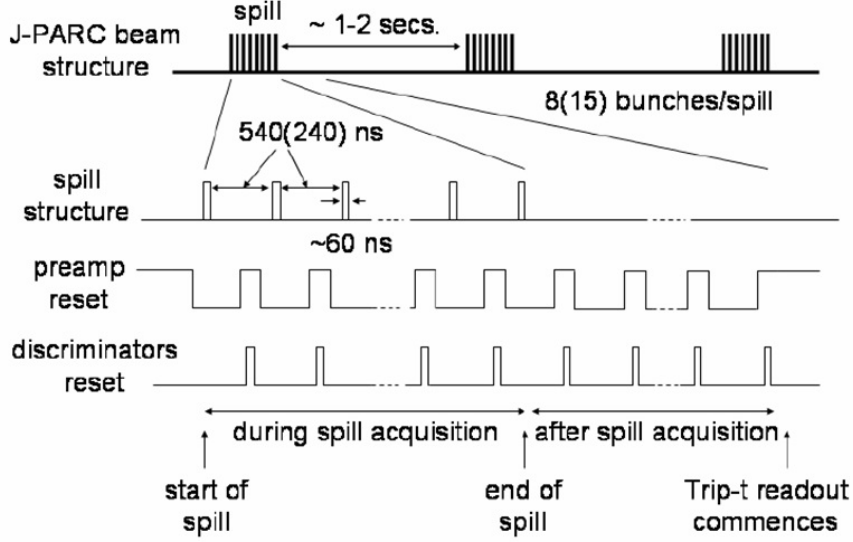 spill
J-PARC beam
structure
~ 1-2 secs.
8(15) bunches/spill
540(240) ns
spill
structure
~60 ns
preamp
reset
discriminators
reset
during spill acquisition
after spill acquisition
start of
spill
end of
spill
Trip-t readout
commences